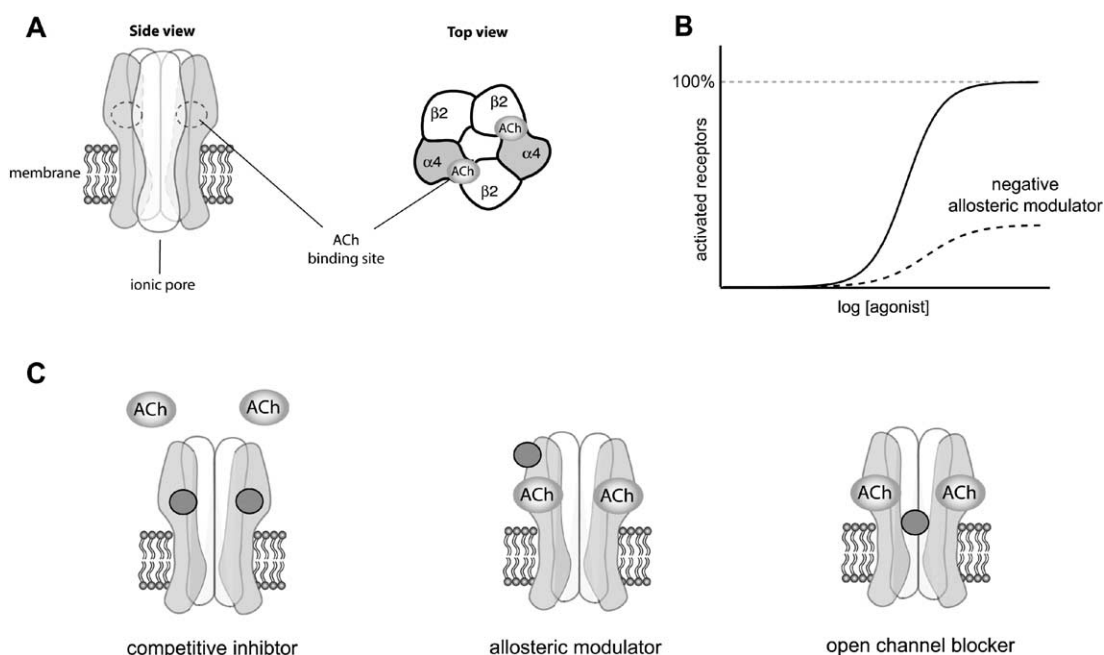 A
Side view
Top view
membrane
ionic pore
ACh
binding site
β2
β2
ACh
α4
α4
ACh
β2
B
100%
activated receptors
negative
allosteric modulator
log [agonist]
C
ACh
ACh
competitive inhibtor
ACh
ACh
allosteric modulator
ACh
ACh
open channel blocker